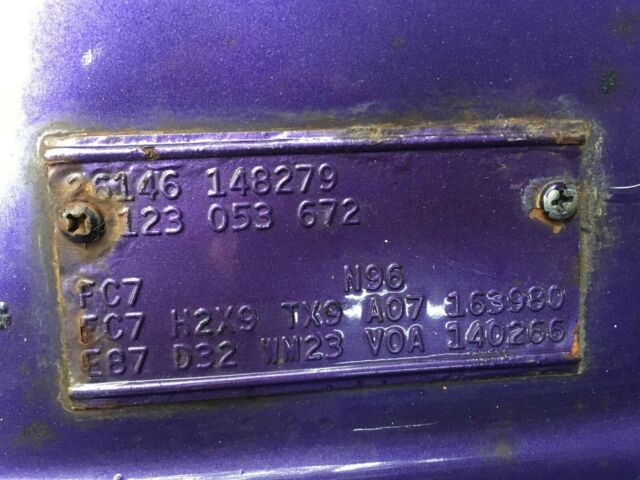 26146 148279
123 053 672
FC7 N96
FC7 H2X9 TX9 A07 163980
E87 D32 WM23 V0A 140266